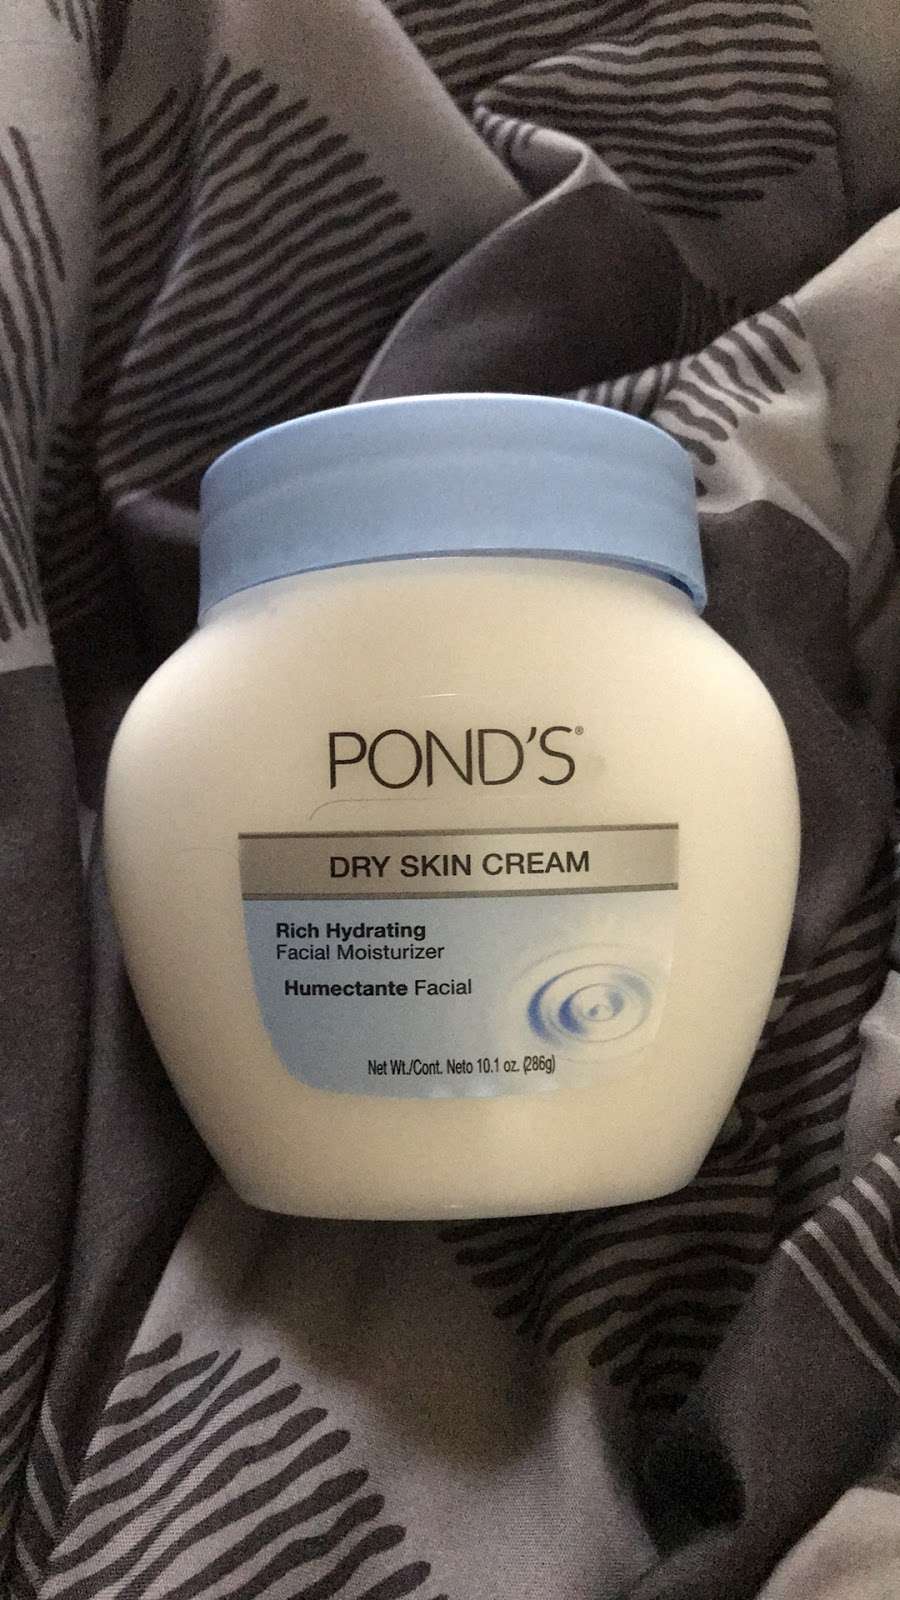 POND'S®
DRY SKIN CREAM
Rich Hydrating
Facial Moisturizer
Humectante Facial
Net Wt./Cont. Neto 10.1 oz. (286g)